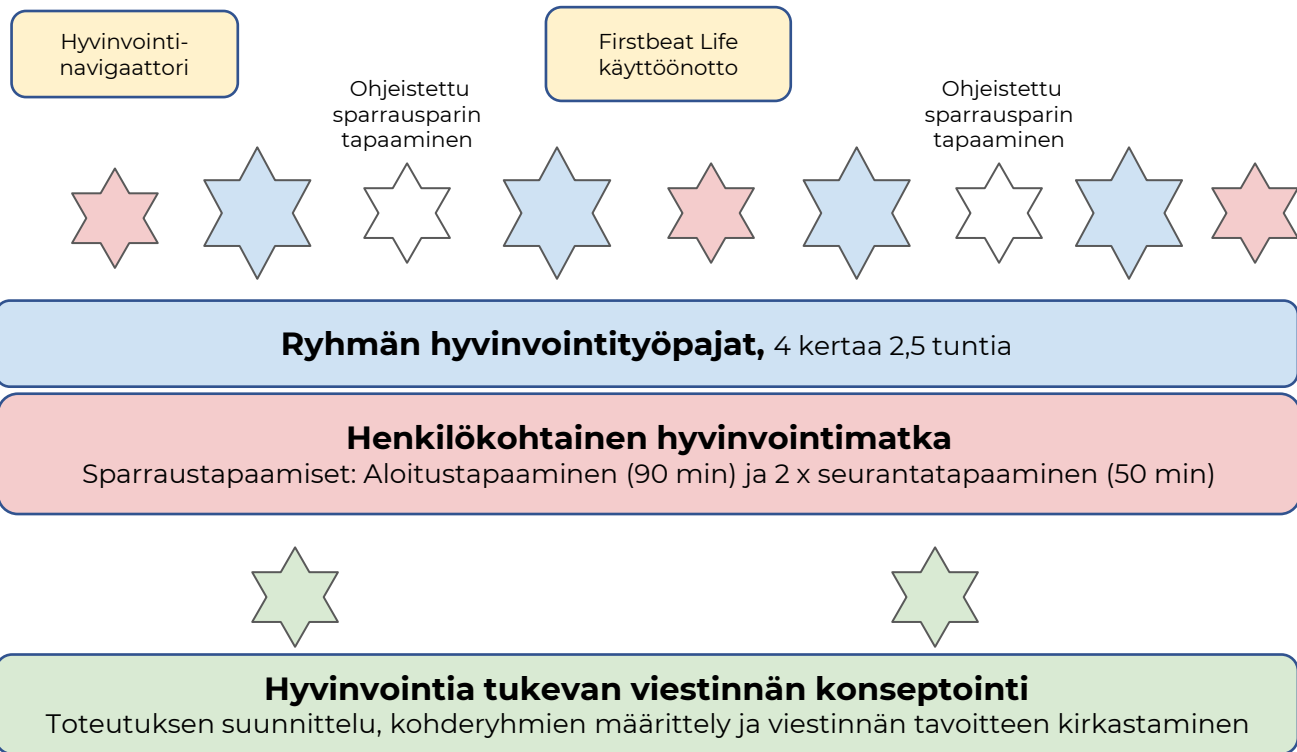 Hyvinvointi-
navigaattori
Firstbeat Life
käyttöönotto
Ohjeistettu
sparrausparin
tapaaminen
Ohjeistettu
sparrausparin
tapaaminen
Ryhmän hyvinvointityöpajat, 4 kertaa 2,5 tuntia
Henkilökohtainen hyvinvointimatka
Sparraustapaamiset: Aloitustapaaminen (90 min) ja 2 x seurantatapaaminen (50 min)
Hyvinvointia tukevan viestinnän konseptointi
Toteutuksen suunnittelu, kohderyhmien määrittely ja viestinnän tavoitteen kirkastaminen